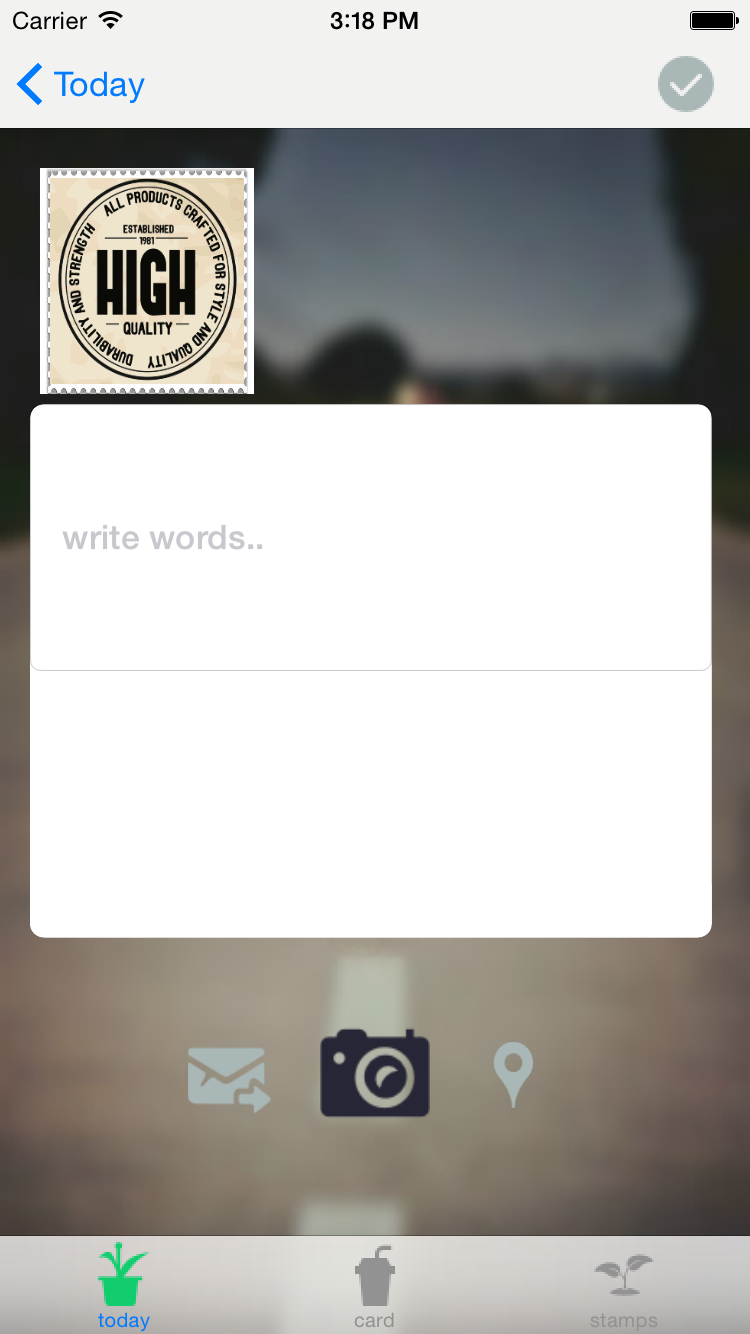 Carrier 3:18 PM
Today
ALL PRODUCTS CRAFTED FOR STYLE AND QUALITY
DURABILITY AND STRENGTH
ESTABLISHED
1981
HIGH
QUALITY
write words..
today card stamps